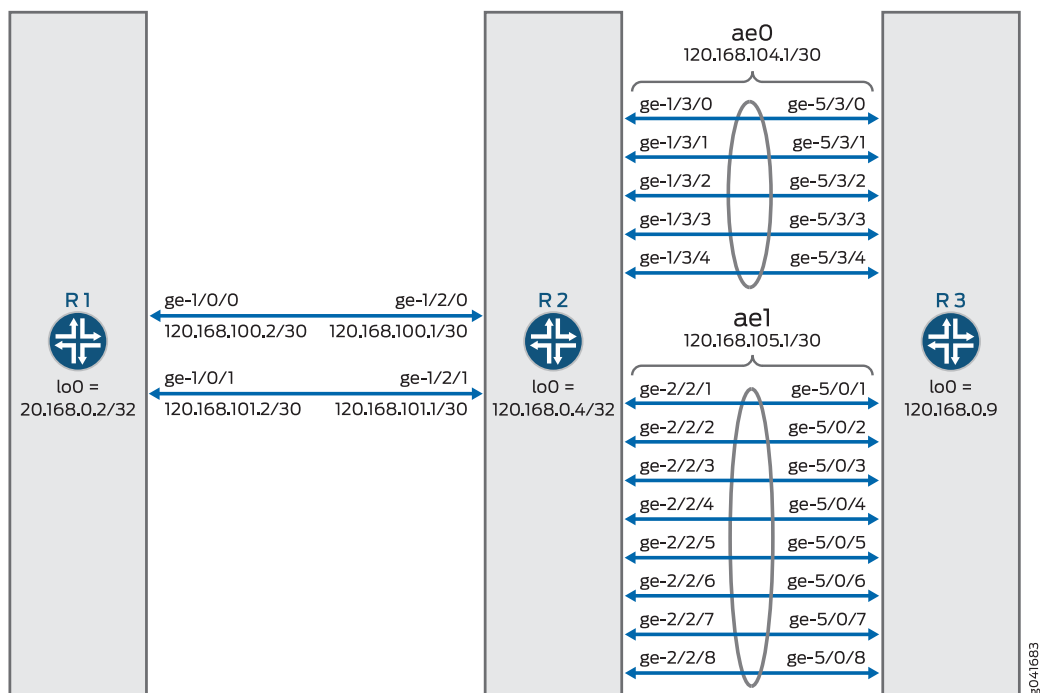 ae0
120.168.104.1/30
ge-1/3/0 ge-5/3/0
ge-1/3/1 ge-5/3/1
ge-1/3/2 ge-5/3/2
ge-1/3/3 ge-5/3/3
ge-1/3/4 ge-5/3/4
R1
lo0 =
20.168.0.2/32
ge-1/0/0 ge-1/2/0
120.168.100.2/30 120.168.100.1/30
ge-1/0/1 ge-1/2/1
120.168.101.2/30 120.168.101.1/30
R2
lo0 =
120.168.0.4/32
ae1
120.168.105.1/30
ge-2/2/1 ge-5/0/1
ge-2/2/2 ge-5/0/2
ge-2/2/3 ge-5/0/3
ge-2/2/4 ge-5/0/4
ge-2/2/5 ge-5/0/5
ge-2/2/6 ge-5/0/6
ge-2/2/7 ge-5/0/7
ge-2/2/8 ge-5/0/8
R3
lo0 =
120.168.0.9
g041683